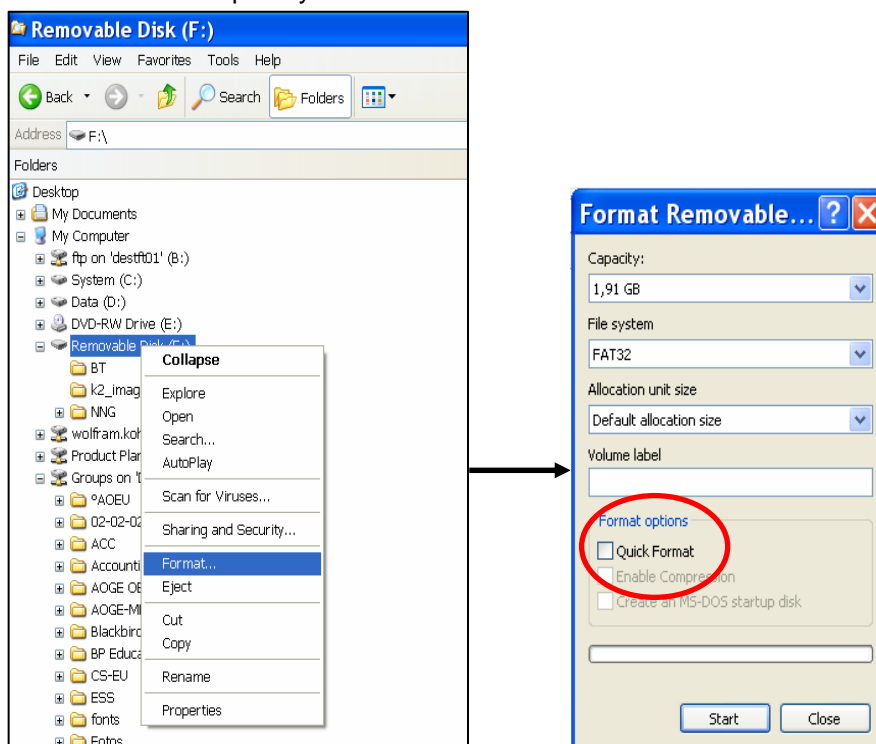 Removable Disk (F:)
File Edit View Favorites Tools Help
Back Search Folders
Address F:\
Folders
Desktop
My Documents
My Computer
ftp on 'destft01' (B:)
System (C:)
Data (D:)
DVD-RW Drive (E:)
Removable Disk (F:)
BT
k2_imag
NNG
wolfram.koh
Product Plan
Groups on
ºAOEU
02-02-02
ACC
Accounti
AOGE OE
AOGE-M
Blackbird
BP Educa
CS-EU
ESS
fonts
Fotos
Collapse
Explore
Open
Search...
AutoPlay
Scan for Viruses...
Sharing and Security...
Format...
Eject
Cut
Copy
Rename
Properties
Format Removable...
Capacity:
1,91 GB
File system
FAT32
Allocation unit size
Default allocation size
Volume label
Format options
Quick Format
Enable Compression
Create an MS-DOS startup disk
Start Close